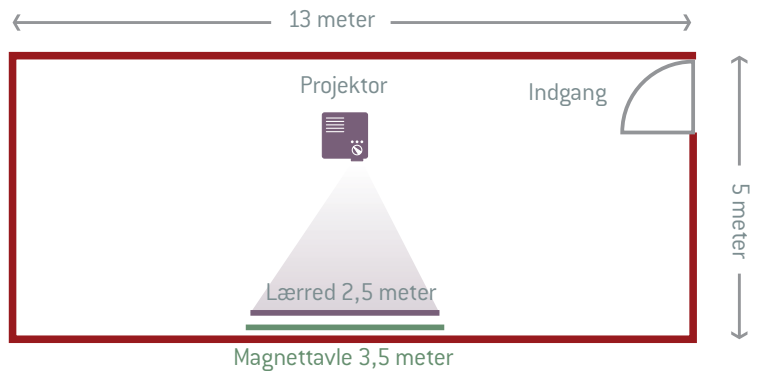 13 meter
Projektor
Indgang
5 meter
Lærred 2,5 meter
Magnettavle 3,5 meter